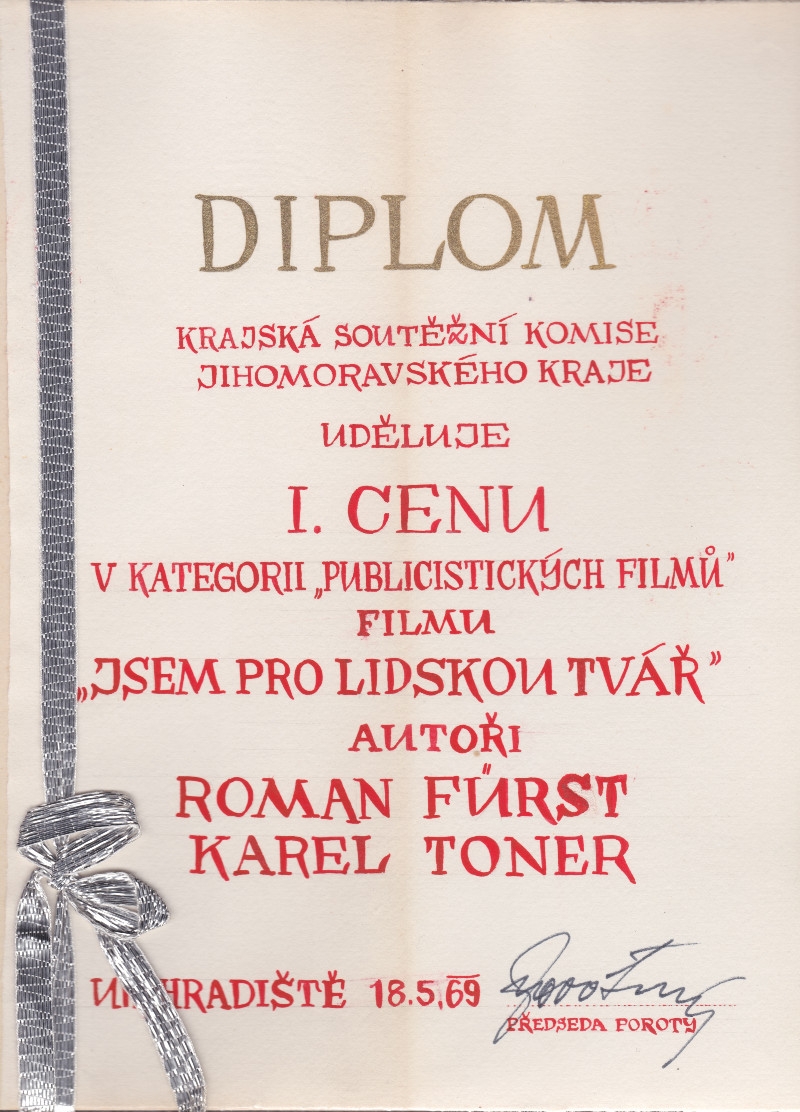 DIPLOM
KRAJSKÁ SOUTĚŽNÍ KOMISE
JIHOMORAVSKÉHO KRAJE
UDĚLUJE
I. CENU
V KATEGORII „PUBLICISTICKÝCH FILMŮ"
FILMU
„JSEM PRO LIDSKOU TVÁŘ"
AUTOŘI
ROMAN FÜRST
KAREL TONER
HRADIŠTĚ 18.5.69
PŘEDSEDA POROTY